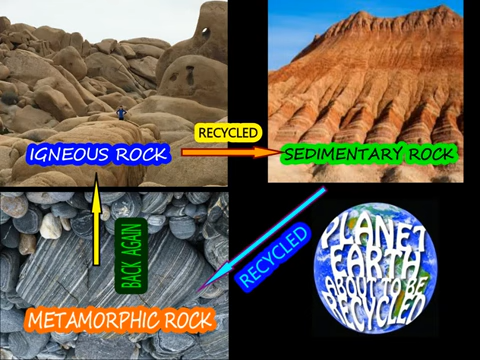 RECYCLED
IGNEOUS ROCK
SEDIMENTARY ROCK
BACK AGAIN
RECYCLED
METAMORPHIC ROCK
PLANET
EARTH
ABOUT TO BE
RECYCLED